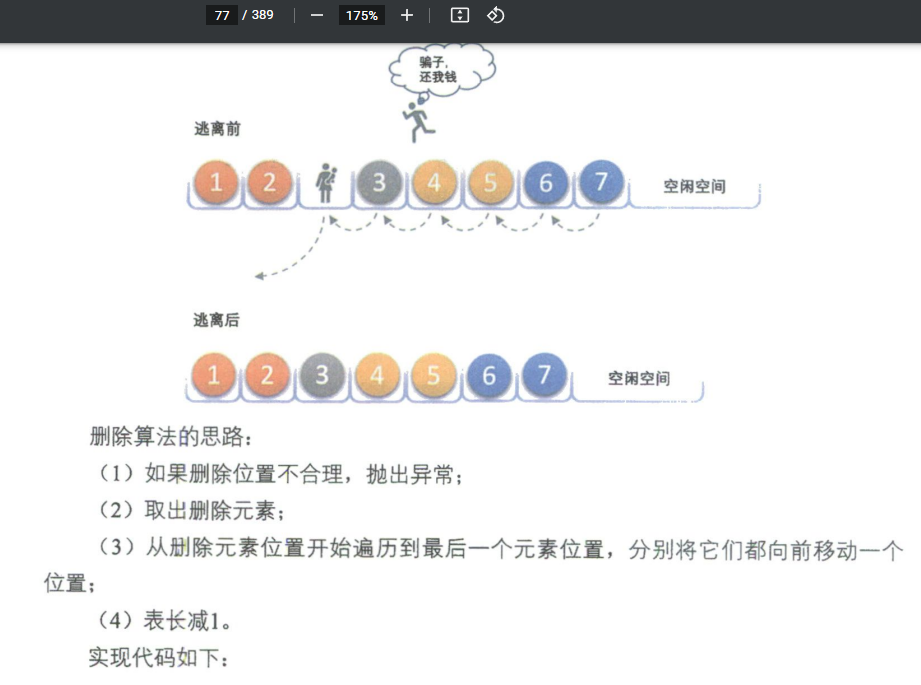 77 / 389 175%
骗子,
还我钱
逃离前
1 2 3 4 5 6 7 空闲空间
逃离后
1 2 3 4 5 6 7 空闲空间
删除算法的思路：
（1）如果删除位置不合理，抛出异常；
（2）取出删除元素；
（3）从删除元素位置开始遍历到最后一个元素位置，分别将它们都向前移动一个
位置；
（4）表长减1。
实现代码如下：